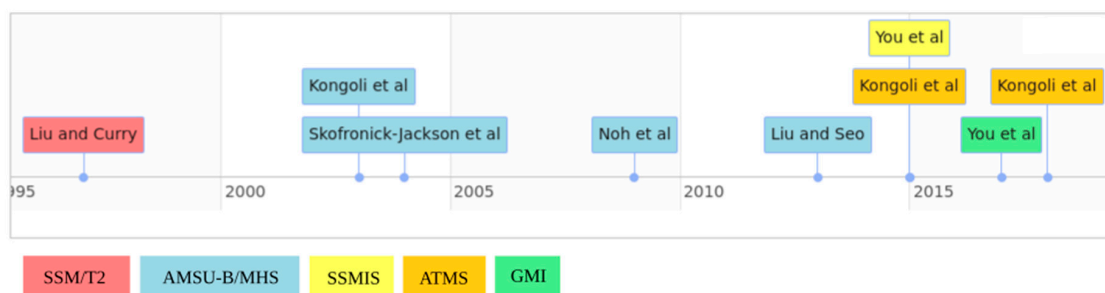 You et al
Kongoli et al
Kongoli et al
Kongoli et al
Liu and Curry
Skofronick-Jackson et al
Noh et al
Liu and Seo
You et al
95
2000
2005
2010
2015
SSM/T2
AMSU-B/MHS
SSMIS
ATMS
GMI